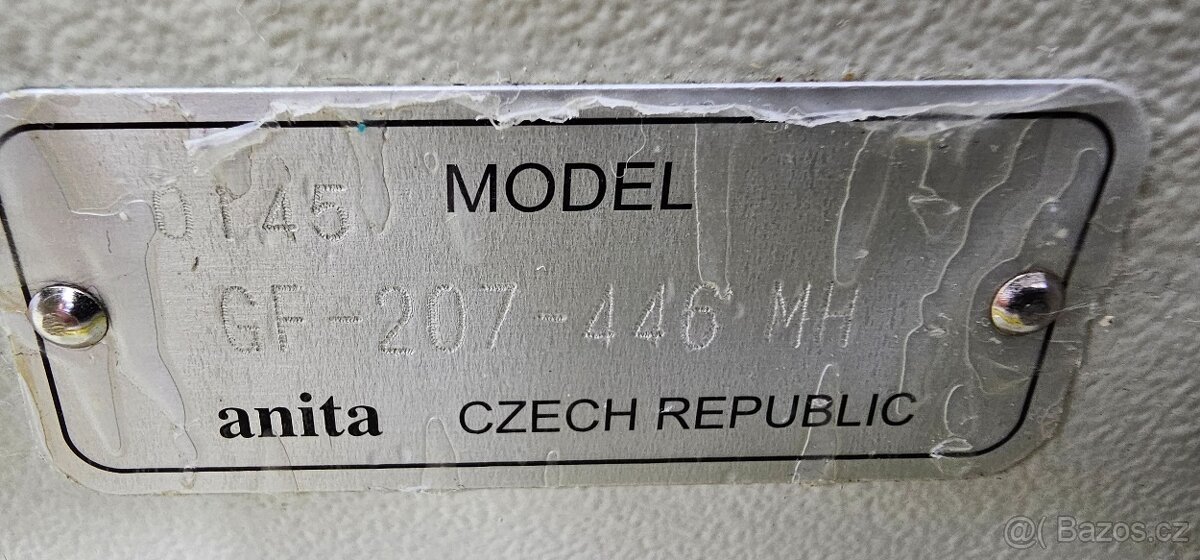 MODEL
0145
GF-207-446 MH
anita CZECH REPUBLIC
@( Bazos.cz